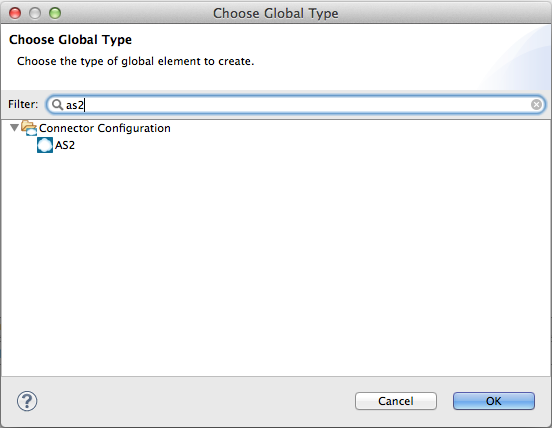 Choose Global Type
Choose Global Type
Choose the type of global element to create.
Filter: as2
Connector Configuration
AS2
?
Cancel OK